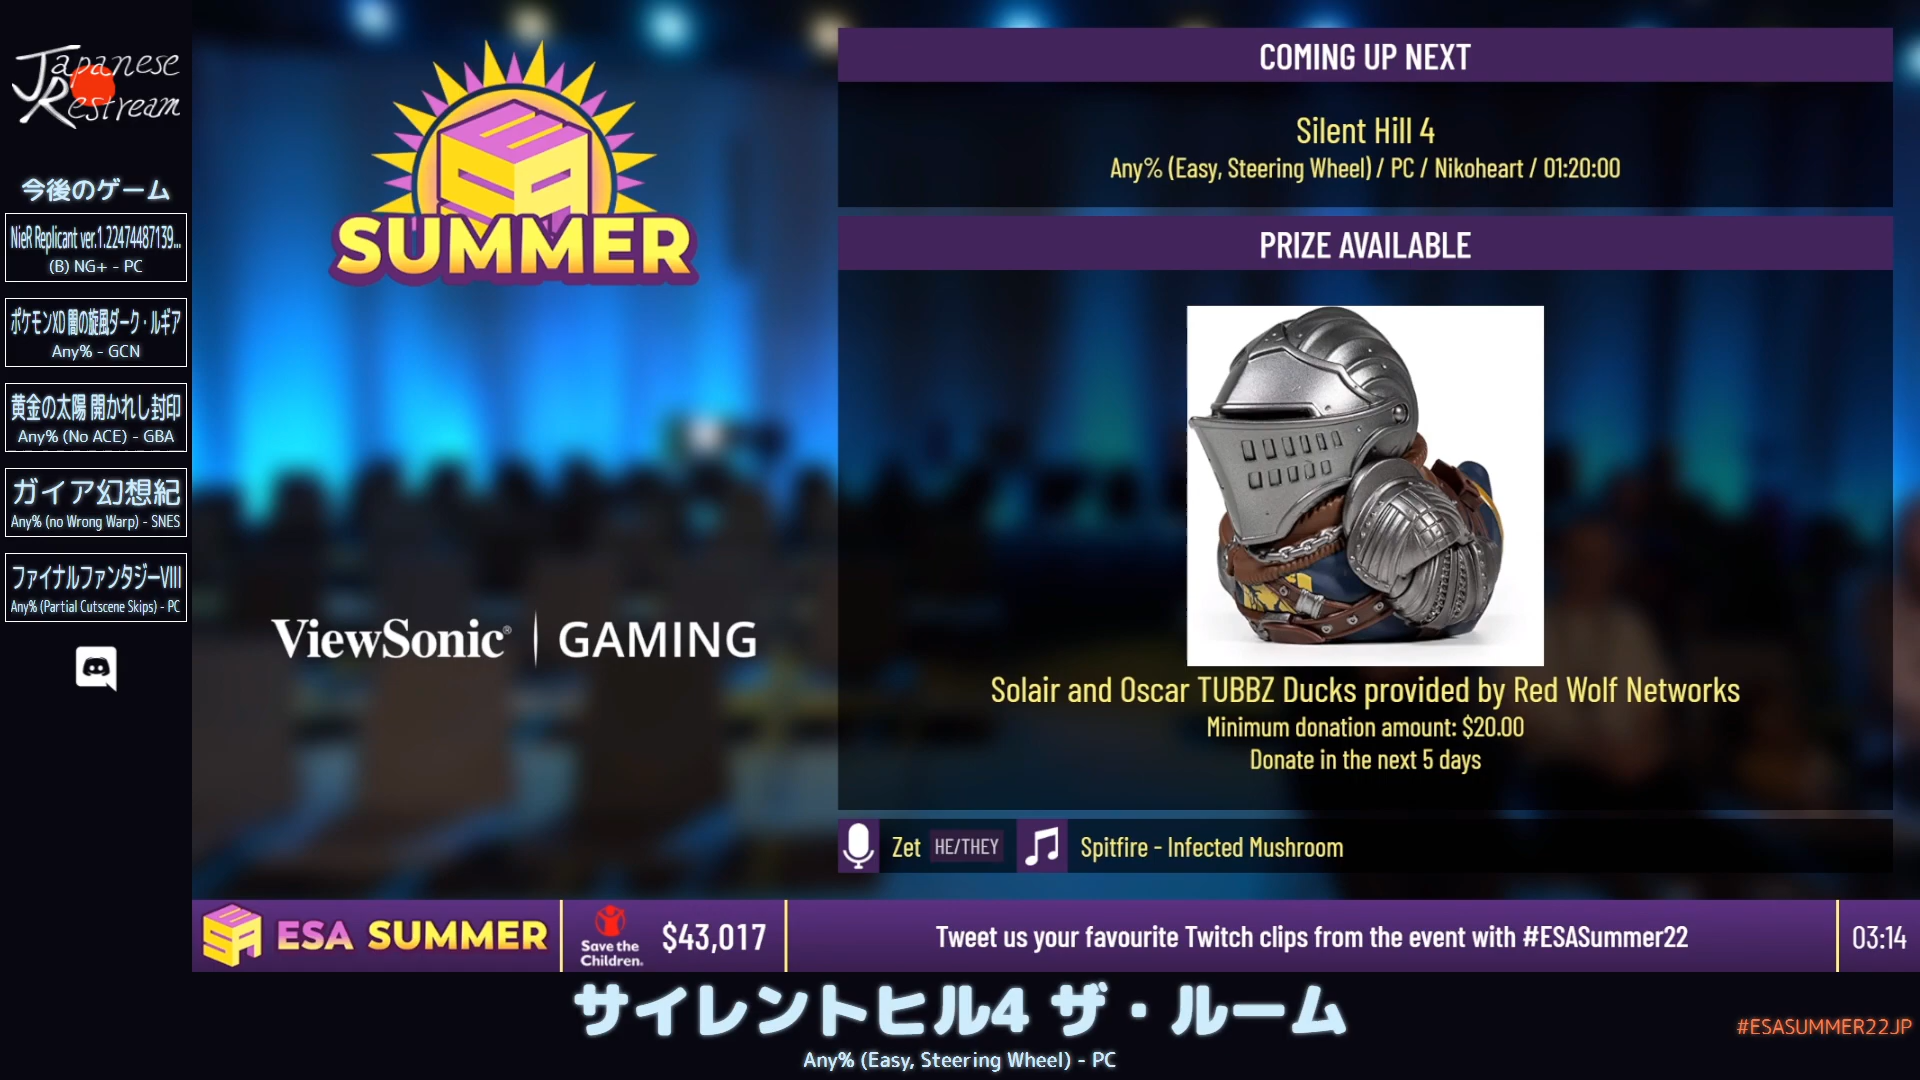 Japanese
Restream
今後のゲーム
NieR Replicant ver.1.22474487139...
(B) NG+ - PC
ポケモンXD 闇の旋風ダーク・ルギア
Any% - GCN
黄金の太陽 開かれし封印
Any% (No ACE) - GBA
ガイア幻想紀
Any% (no Wrong Warp) - SNES
ファイナルファンタジーVIII
Any% (Partial Cutscene Skips) - PC
ESA
SUMMER
ViewSonic® | GAMING
COMING UP NEXT
Silent Hill 4
Any% (Easy, Steering Wheel) / PC / Nikoheart / 01:20:00
PRIZE AVAILABLE
Solair and Oscar TUBBZ Ducks provided by Red Wolf Networks
Minimum donation amount: $20.00
Donate in the next 5 days
Zet HE/THEY Spitfire - Infected Mushroom
ESA SUMMER
Save the
Children.
$43,017
Tweet us your favourite Twitch clips from the event with #ESASummer22
03:14
サイレントヒル4 ザ・ルーム
Any% (Easy, Steering Wheel) - PC
#ESASUMMER22JP